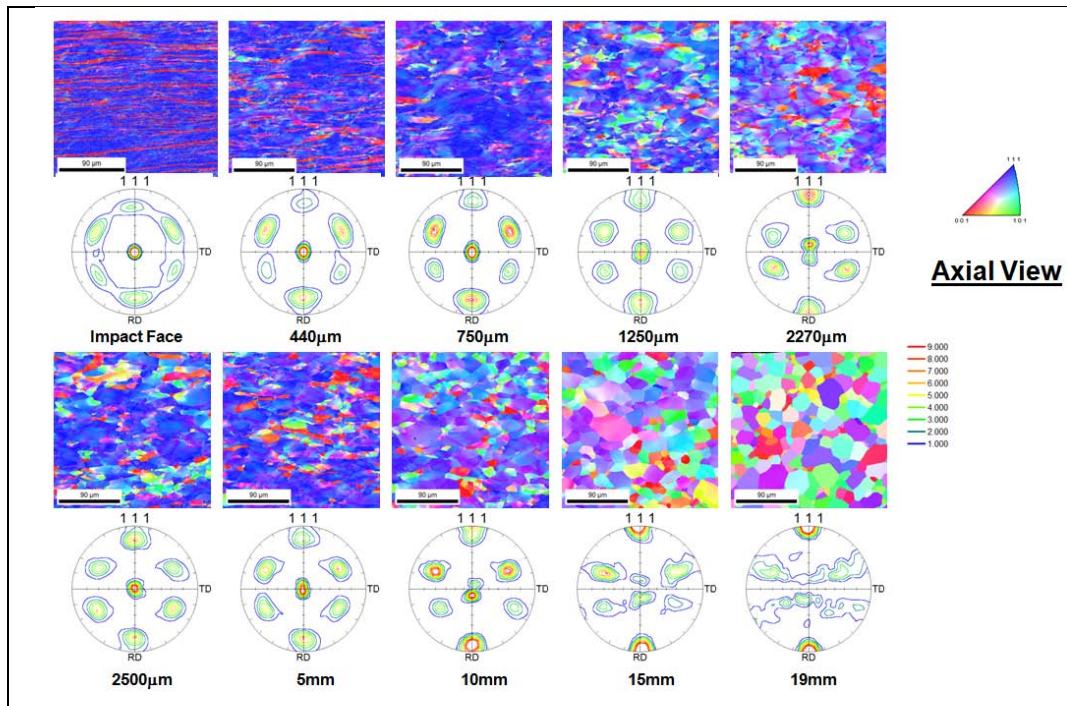 90 µm 90 µm 90 µm 90 µm 90 µm
1 1 1 1 1 1 1 1 1 1 1 1 1 1 1
1 1 1
0 0 1 1 0 1
TD TD TD TD TD
Axial View
RD RD RD RD RD
Impact Face 440µm 750µm 1250µm 2270µm
9.000
8.000
7.000
6.000
5.000
4.000
3.000
2.000
1.000
90 µm 90 µm 90 µm 90 µm 90 µm
1 1 1 1 1 1 1 1 1 1 1 1 1 1 1
TD TD TD TD TD
RD RD RD RD RD
2500µm 5mm 10mm 15mm 19mm